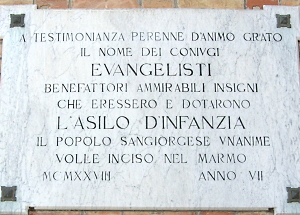 A TESTIMONIANZA PERENNE D'ANIMO GRATO
IL NOME DEI CONIVGI
EVANGELISTI
BENEFATTORI AMMIRABILI INSIGNI
CHE ERESSERO E DOTARONO
L'ASILO D'INFANZIA
IL POPOLO SANGIORGESE VNANIME
VOLLE INCISO NEL MARMO
MCMXXVIII ANNO VII